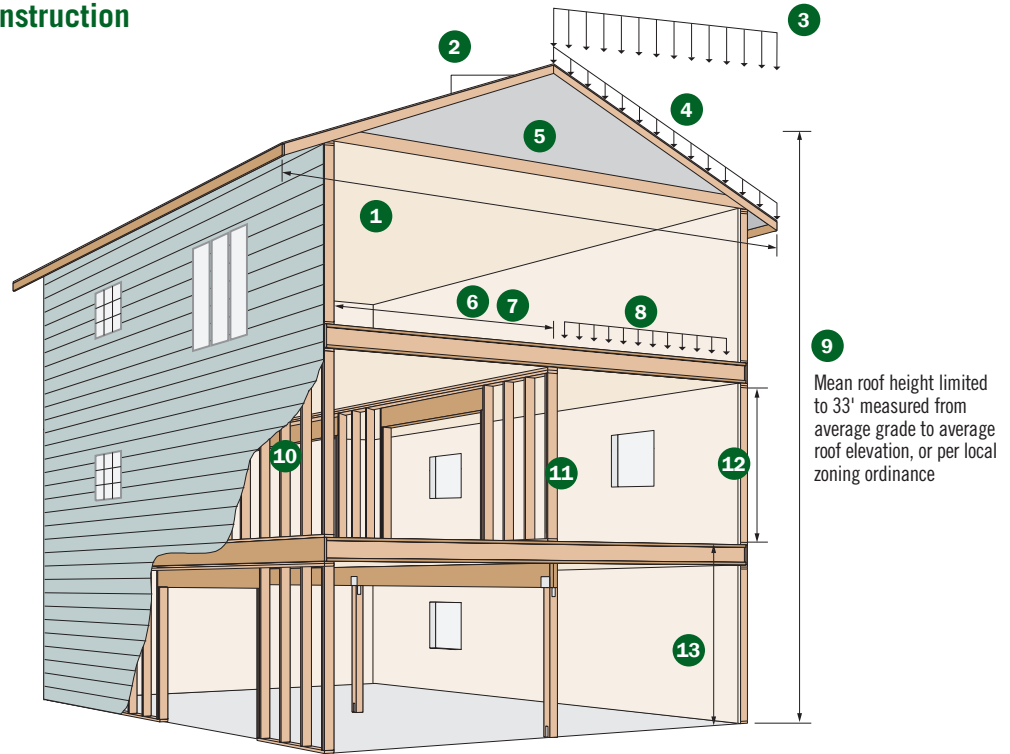 nstruction
2
3
4
5
1
6
7
8
9
Mean roof height limited
to 33' measured from
average grade to average
roof elevation, or per local
zoning ordinance
10
11
12
13